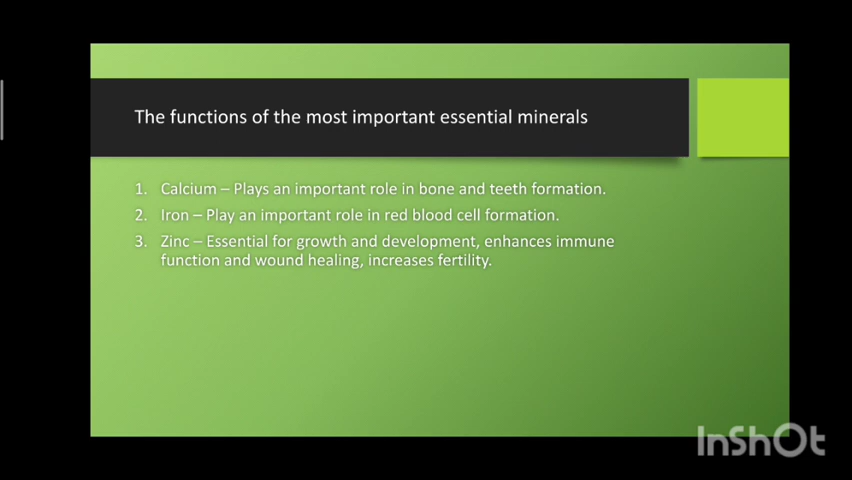 The functions of the most important essential minerals
1. Calcium – Plays an important role in bone and teeth formation.
2. Iron – Play an important role in red blood cell formation.
3. Zinc – Essential for growth and development, enhances immune
function and wound healing, increases fertility.
InShOt